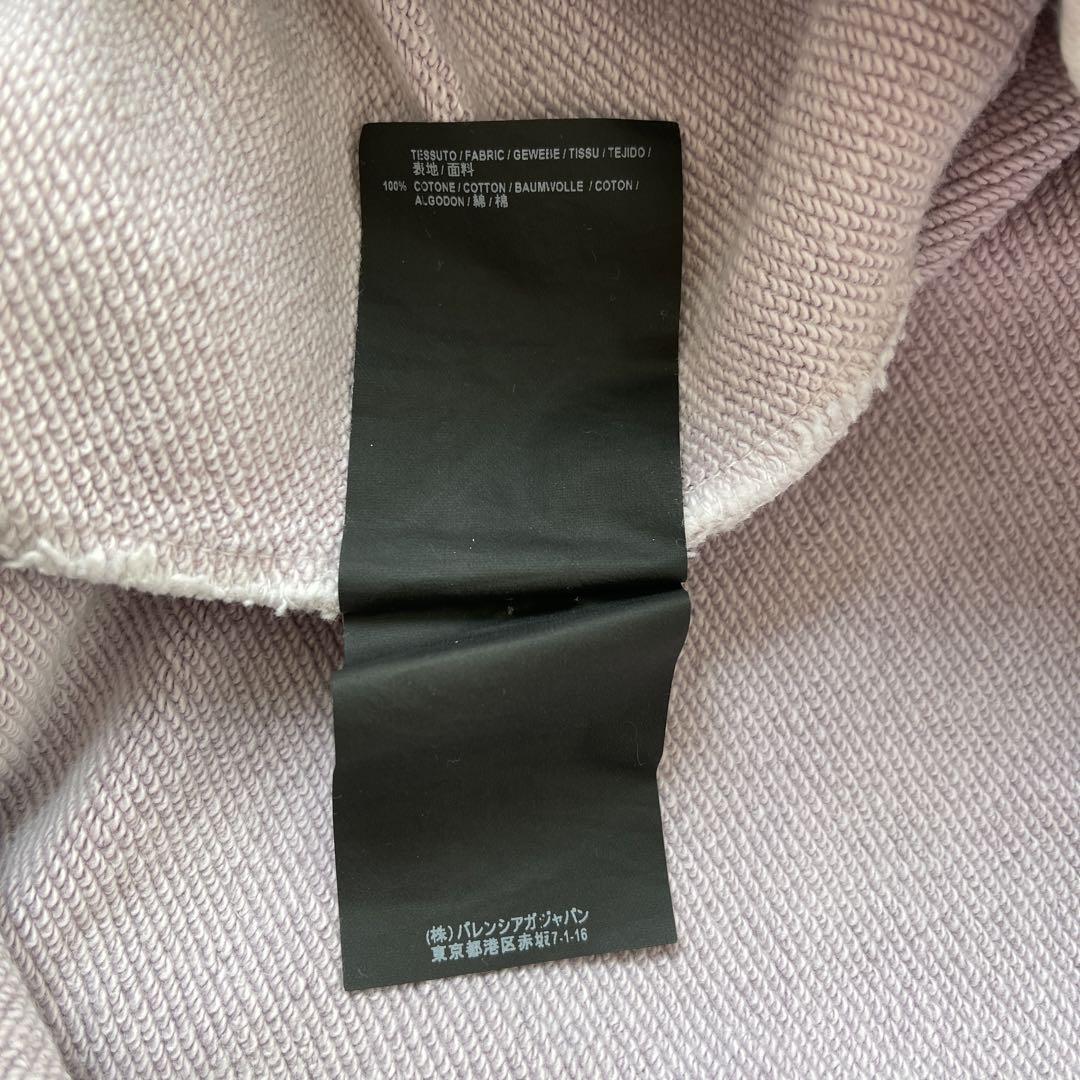 TESSUTO / FABRIC / GEWEBE / TISSU / TEJIDO /
表地 / 面料
100% COTONE / COTTON / BAUMWOLLE / COTON /
ALGODON / 綿 / 棉
(株) バレンシアガジャパン
東京都港区赤坂7-1-16